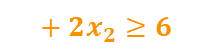 + 2x₂ ≥ 6